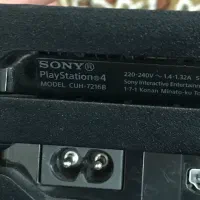 SONY®
PlayStation®4
MODEL CUH-7216B
220-240V ～ 1.4-1.32A
Sony Interactive Entertainment
1-7-1 Konan Minato-ku